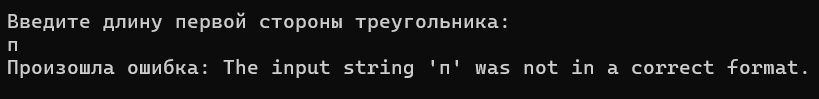 Введите длину первой стороны треугольника:
п
Произошла ошибка: The input string 'п' was not in a correct format.